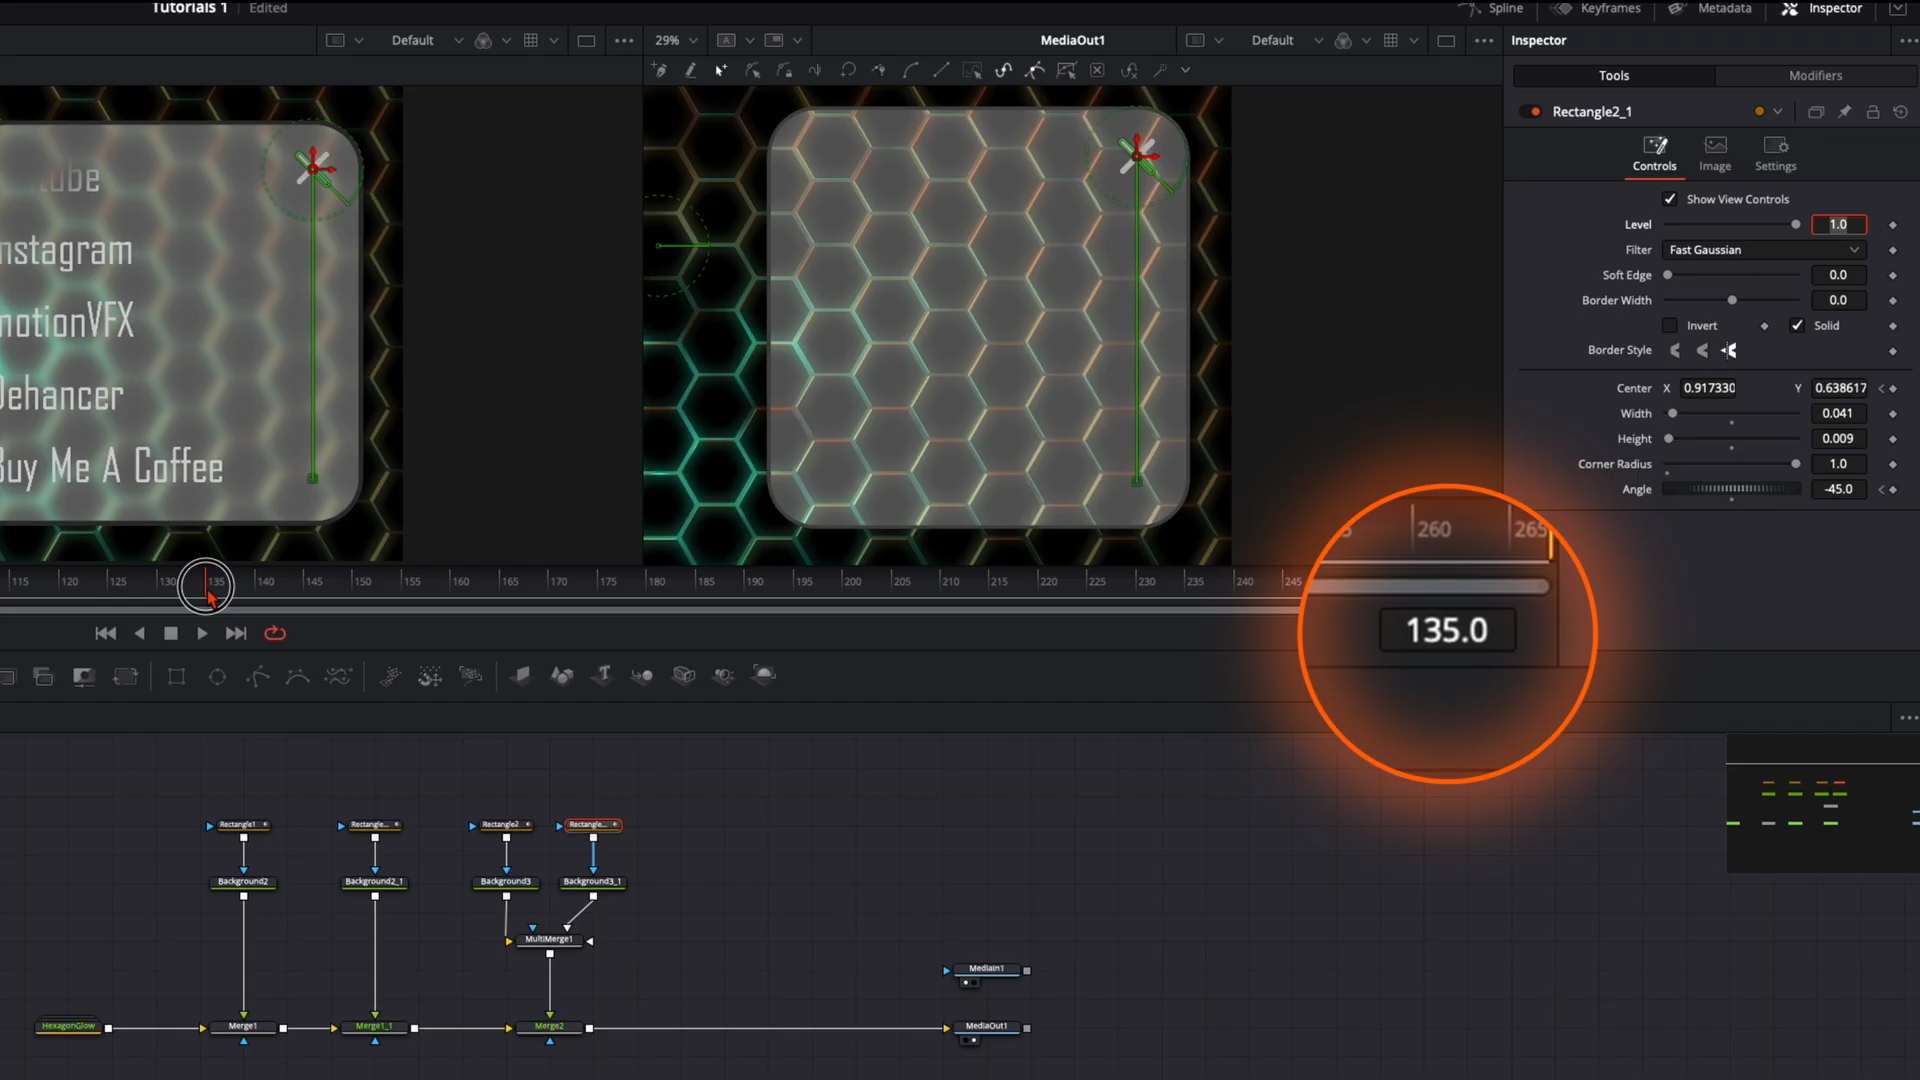 Tutorials 1 Edited
Spline Keyframes Metadata Inspector
Default
29%
MediaOut1
Default
Inspector
Tools Modifiers
Rectangle2_1
Controls Image Settings
Show View Controls
Level 1.0
Filter Fast Gaussian
Soft Edge 0.0
Border Width 0.0
Invert Solid
Border Style
Center X 0.917330 Y 0.638617
Width 0.041
Height 0.009
Corner Radius 1.0
Angle -45.0
nstagram
motionVFX
Dehancer
Buy Me A Coffee
260 265
115 120 125 130 135 140 145 150 155 160 165 170 175 180 185 190 195 200 205 210 215 220 225 230 235 240 245
135.0
Rectangle1 Rectangle... Rectangle2 Rectangle...
Background2 Background2_1 Background3 Background3_1
MultiMerge1
MediaIn1
HexagonGlow Merge1 Merge1_1 Merge2 MediaOut1